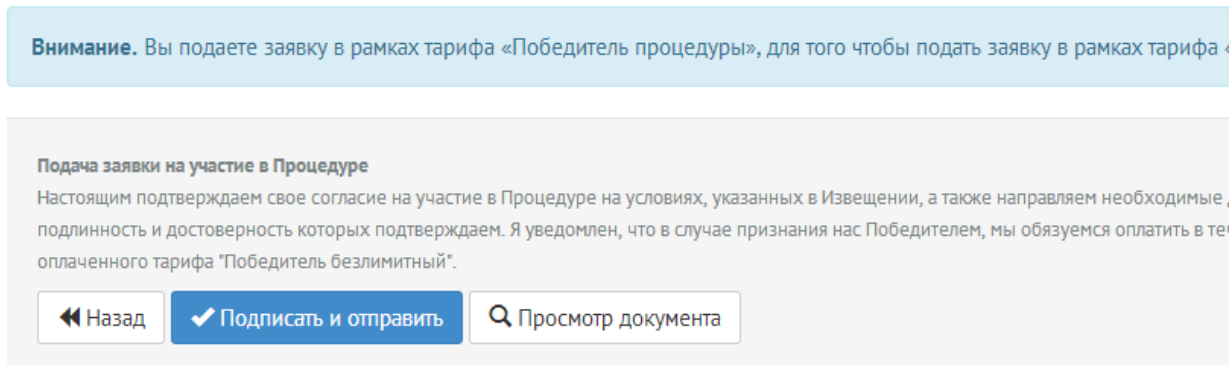 Внимание. Вы подаете заявку в рамках тарифа «Победитель процедуры», для того чтобы подать заявку в рамках тарифа «
Подача заявки на участие в Процедуре
Настоящим подтверждаем свое согласие на участие в Процедуре на условиях, указанных в Извещении, а также направляем необходимые
подлинность и достоверность которых подтверждаем. Я уведомлен, что в случае признания нас Победителем, мы обязуемся оплатить в
оплаченного тарифа "Победитель безлимитный".
Назад Подписать и отправить Просмотр документа